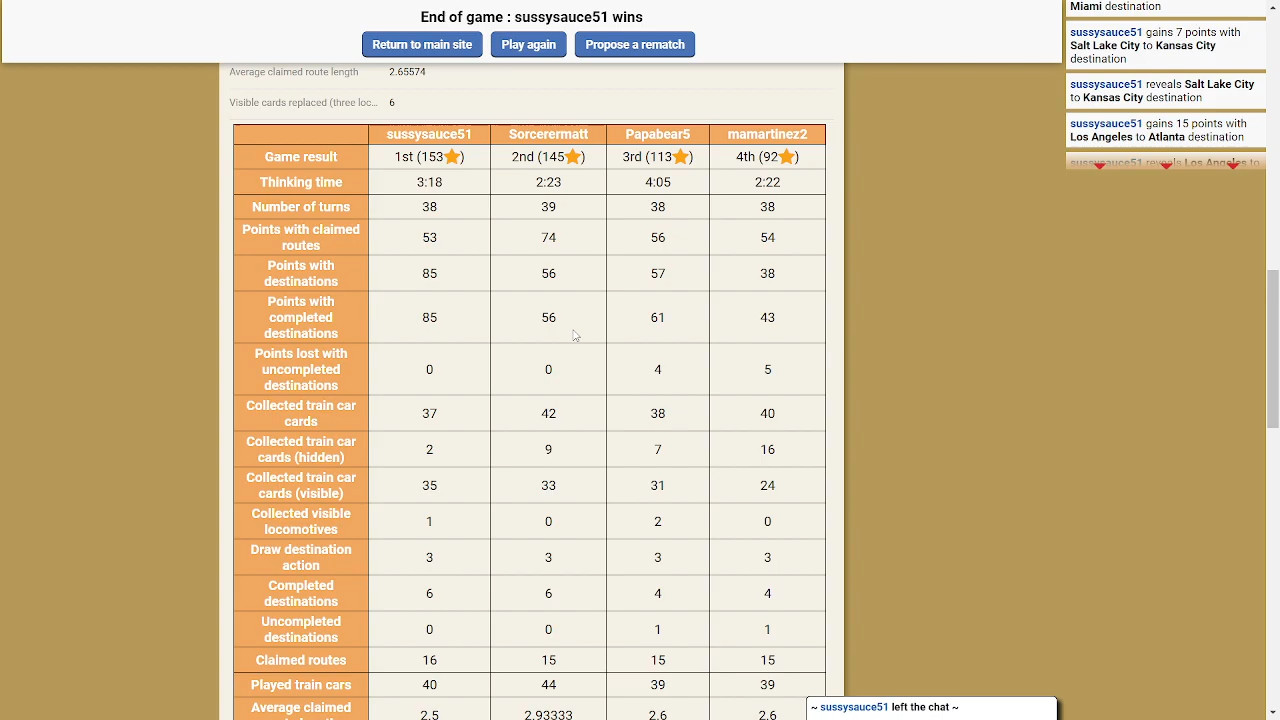 End of game : sussysauce51 wins
Return to main site Play again Propose a rematch
Miami destination
sussysauce51 gains 7 points with
Salt Lake City to Kansas City
destination
sussysauce51 reveals Salt Lake City
to Kansas City destination
sussysauce51 gains 15 points with
Los Angeles to Atlanta destination
sussysauce51 reveals Los Angeles to
Average claimed route length 2.65574
Visible cards replaced (three loc... 6
sussysauce51 Sorcerermatt Papabear5 mamartinez2
Game result 1st (153⭐) 2nd (145⭐) 3rd (113⭐) 4th (92⭐)
Thinking time 3:18 2:23 4:05 2:22
Number of turns 38 39 38 38
Points with claimed
routes 53 74 56 54
Points with
destinations 85 56 57 38
Points with
completed 85 56 61 43
destinations
Points lost with
uncompleted 0 0 4 5
destinations
Collected train car
cards 37 42 38 40
Collected train car
cards (hidden) 2 9 7 16
Collected train car
cards (visible) 35 33 31 24
Collected visible
locomotives 1 0 2 0
Draw destination
action 3 3 3 3
Completed
destinations 6 6 4 4
Uncompleted
destinations 0 0 1 1
Claimed routes 16 15 15 15
Played train cars 40 44 39 39
Average claimed
2.5 2.93333 2.6 2.6
~ sussysauce51 left the chat ~